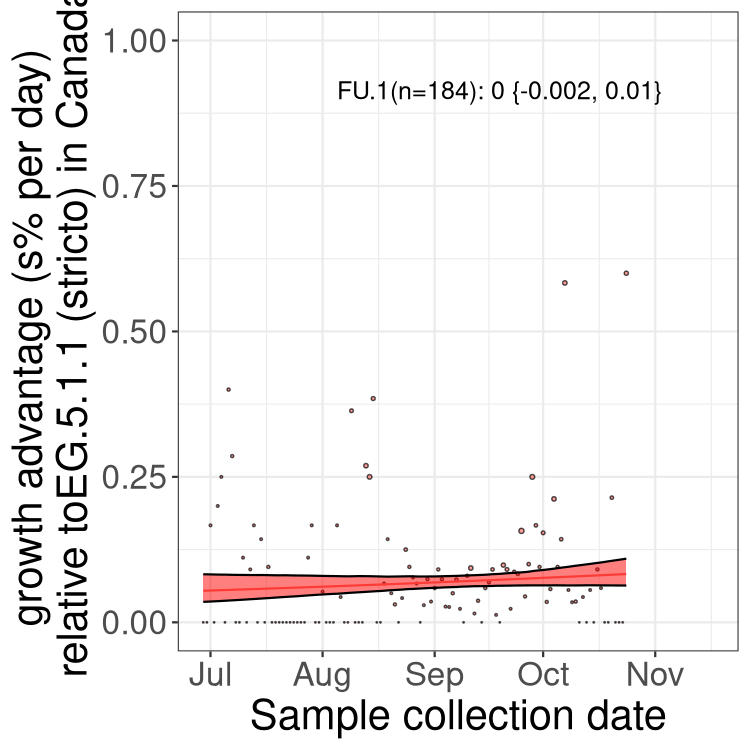 growth advantage (s% per day)
relative toEG.5.1.1 (stricto) in Canada
1.00
0.75
0.50
0.25
0.00
FU.1(n=184): 0 {-0.002, 0.01}
Jul Aug Sep Oct Nov
Sample collection date